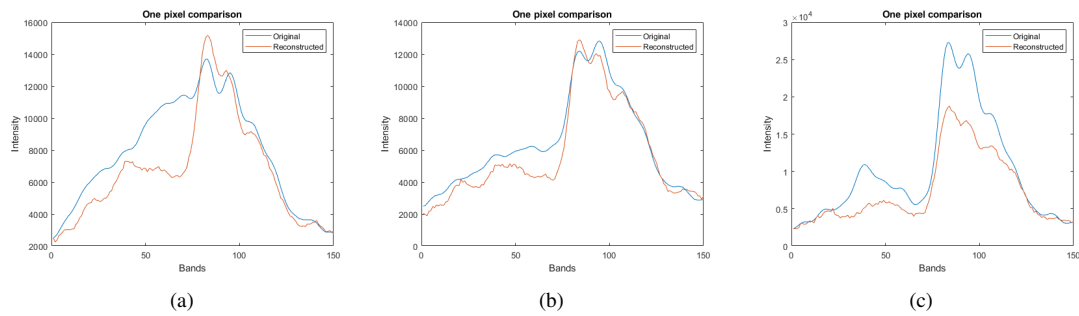 One pixel comparison
16000
14000
12000
10000
8000
6000
4000
2000
0
50
100
150
Intensity
Bands
Original
Reconstructed
(a)
One pixel comparison
14000
12000
10000
8000
6000
4000
2000
0
0
50
100
150
Intensity
Bands
Original
Reconstructed
(b)
One pixel comparison
3 ×10⁴
2.5
2
1.5
1
0.5
0
0
50
100
150
Intensity
Bands
Original
Reconstructed
(c)